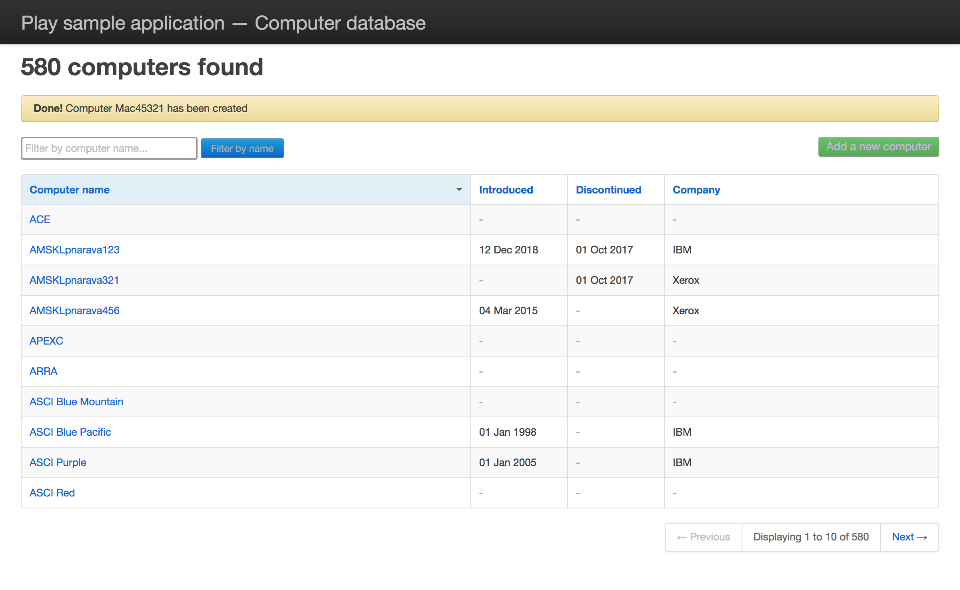 Play sample application — Computer database
580 computers found
Done! Computer Mac45321 has been created
Filter by computer name... Filter by name Add a new computer
Computer name Introduced Discontinued Company
ACE - - -
AMSKLpnarava123 12 Dec 2018 01 Oct 2017 IBM
AMSKLpnarava321 - 01 Oct 2017 Xerox
AMSKLpnarava456 04 Mar 2015 - Xerox
APEXC - - -
ARRA - - -
ASCI Blue Mountain - - -
ASCI Blue Pacific 01 Jan 1998 - IBM
ASCI Purple 01 Jan 2005 - IBM
ASCI Red - - -
← Previous Displaying 1 to 10 of 580 Next →